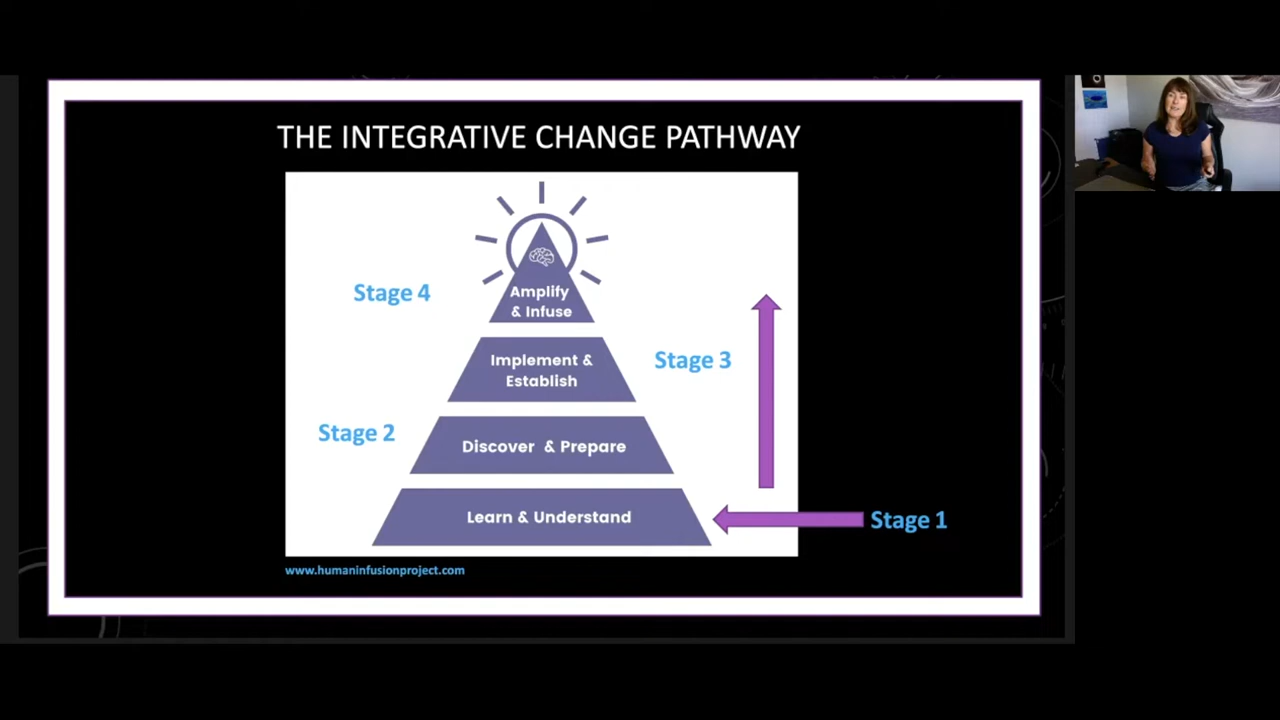 THE INTEGRATIVE CHANGE PATHWAY
Stage 4
Amplify
& Infuse
Implement &
Establish
Stage 3
Stage 2
Discover & Prepare
Learn & Understand
Stage 1
www.humaninfusionproject.com